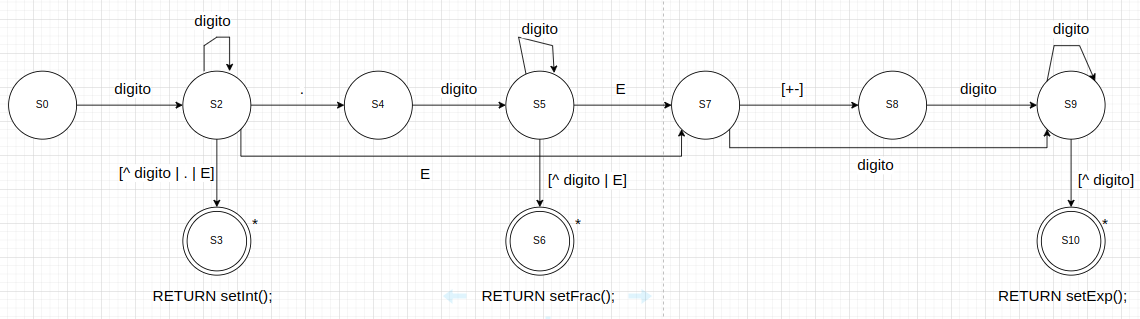 digito
digito
digito
S0
digito
S2
.
S4
digito
S5
E
S7
[+-]
S8
digito
S9
[^ digito | . | E]
E
[^ digito | E]
digito
[^ digito]
S3
*
S6
*
S10
*
RETURN setInt();
RETURN setFrac();
RETURN setExp();